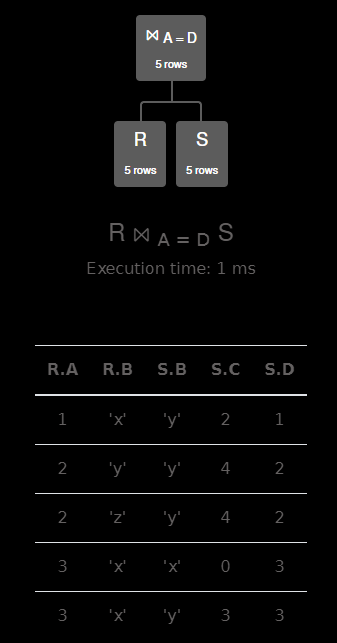 ⋈ A = D
5 rows
R S
5 rows 5 rows
R ⋈ A = D S
Execution time: 1 ms
R.A R.B S.B S.C S.D
1 'x' 'y' 2 1
2 'y' 'y' 4 2
2 'z' 'y' 4 2
3 'x' 'x' 0 3
3 'x' 'y' 3 3